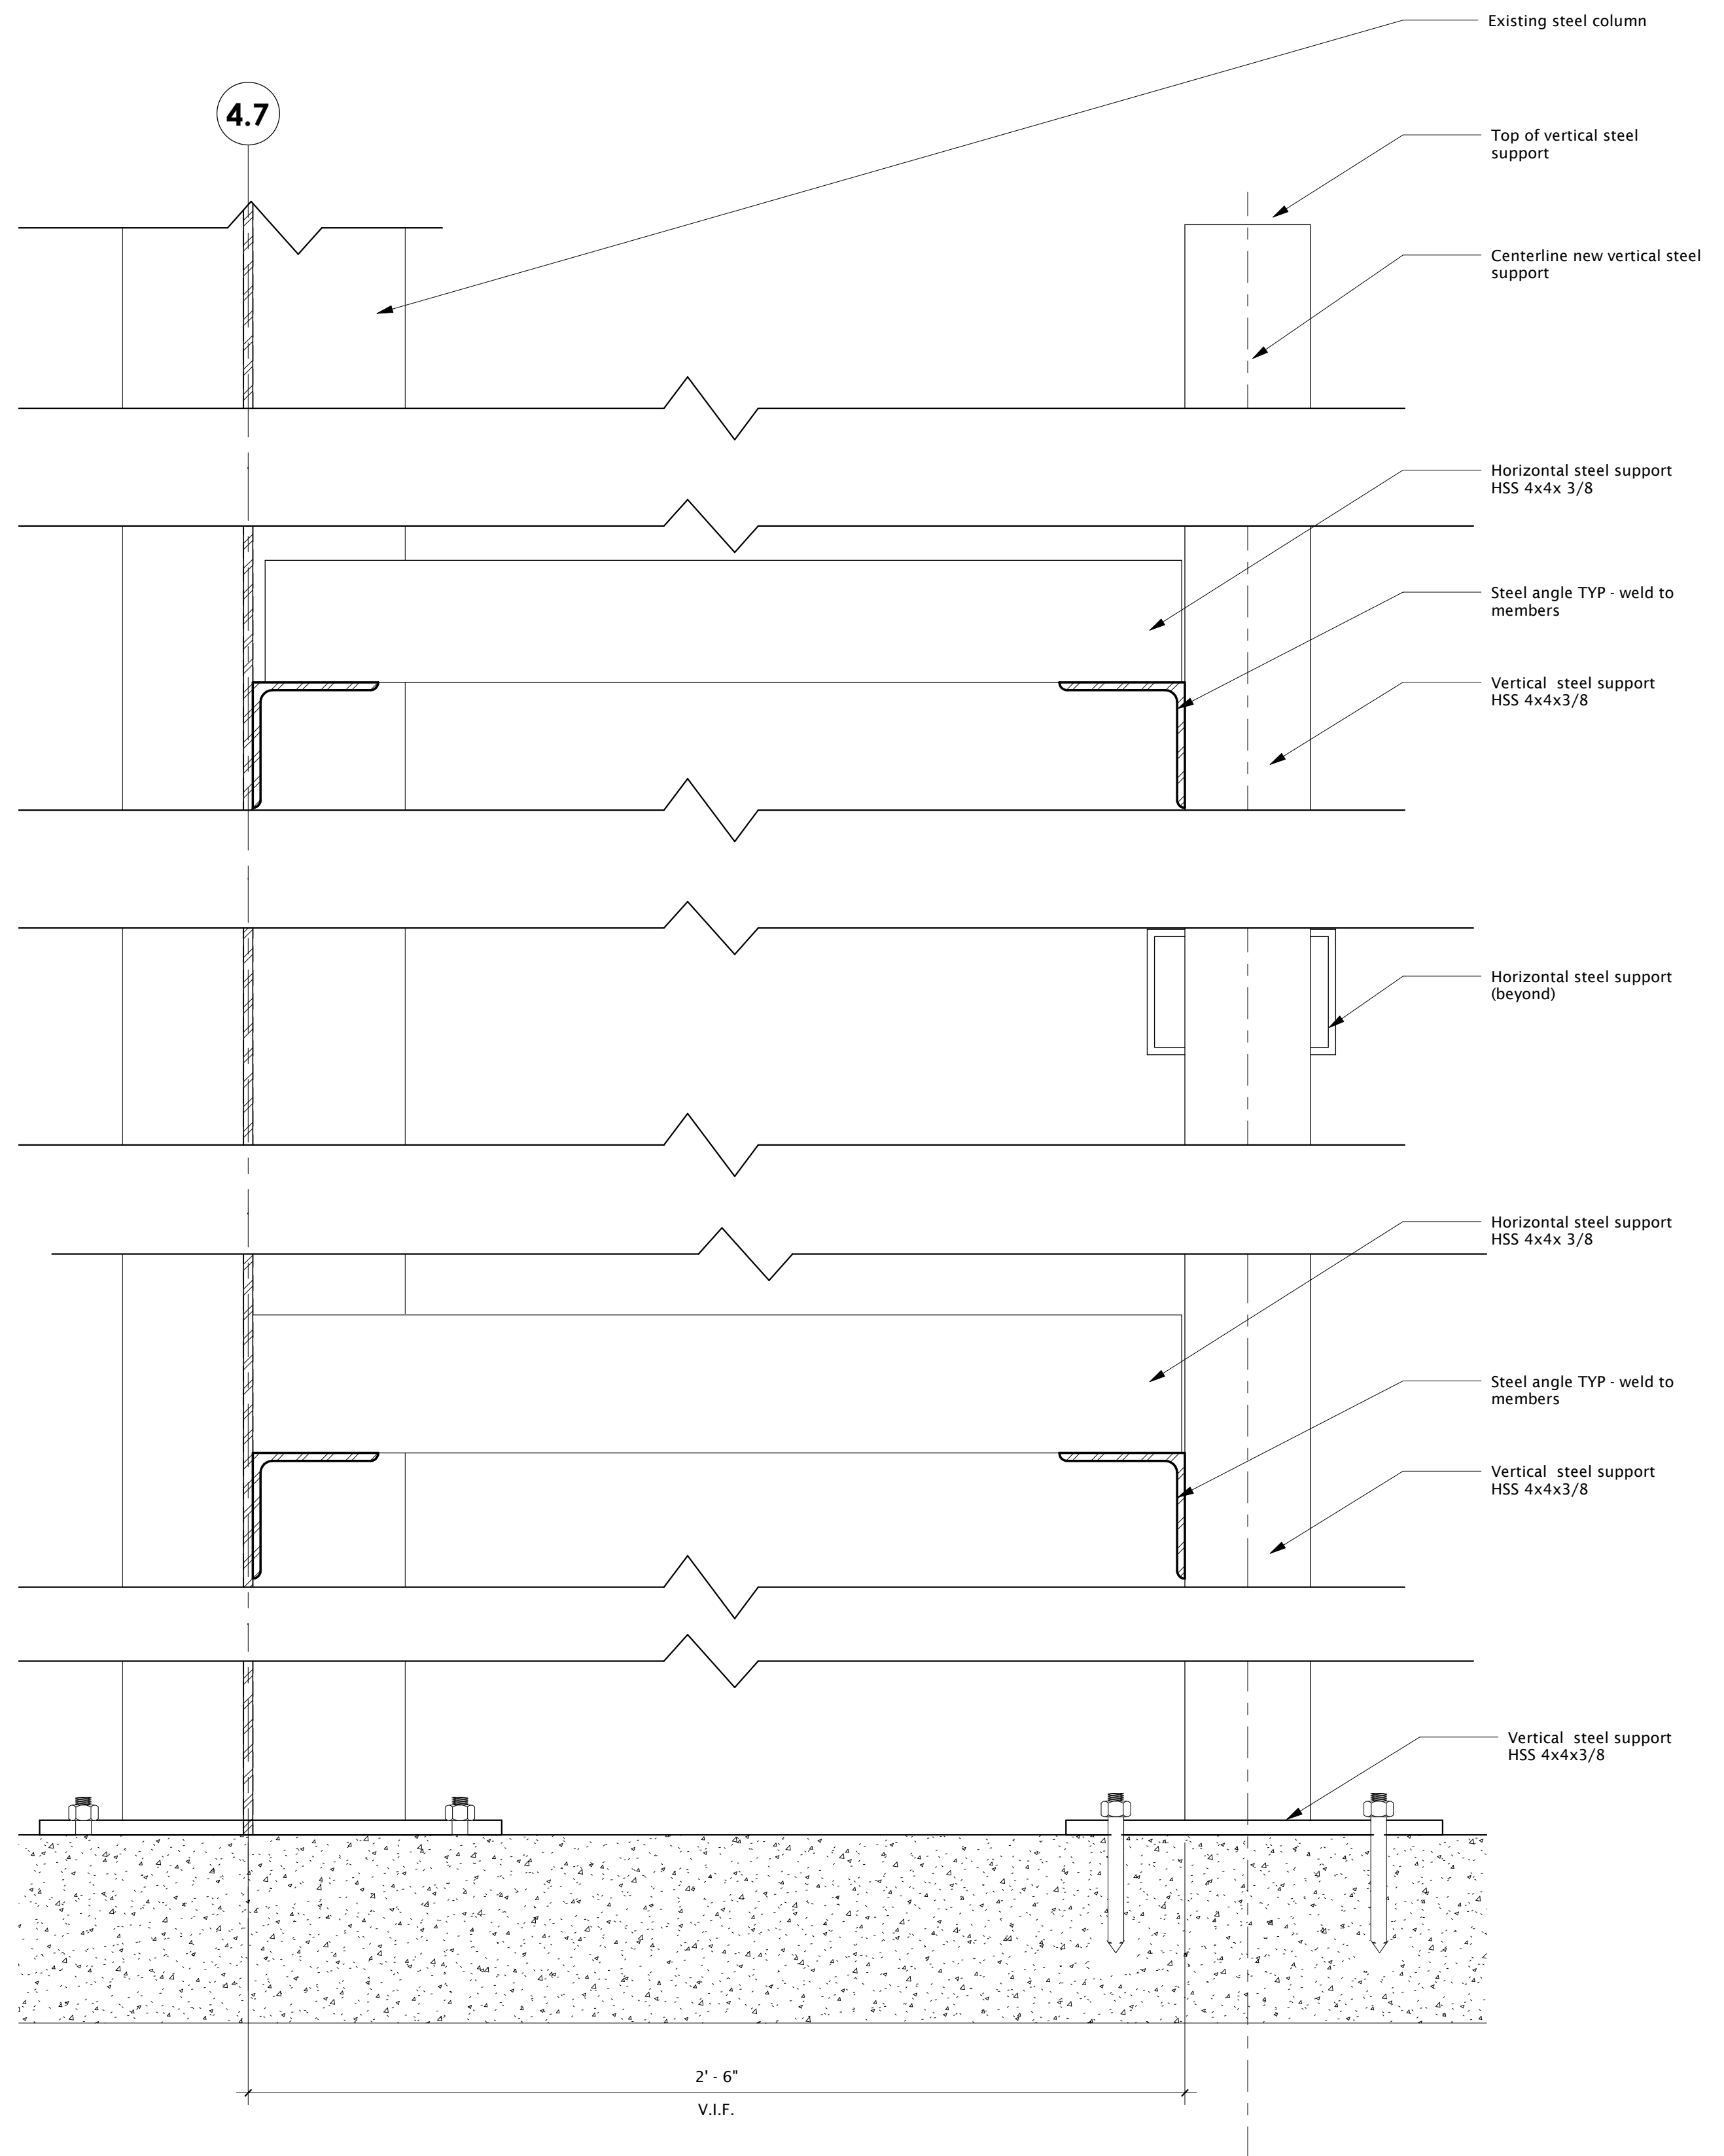 Existing steel column
4.7
Top of vertical steel
support
Centerline new vertical steel
support
Horizontal steel support
HSS 4x4x 3/8
Steel angle TYP - weld to
members
Vertical  steel support
HSS 4x4x3/8
Horizontal steel support
(beyond)
Horizontal steel support
HSS 4x4x 3/8
Steel angle TYP - weld to
members
Vertical  steel support
HSS 4x4x3/8
Vertical  steel support
HSS 4x4x3/8
2' - 6"
V.I.F.